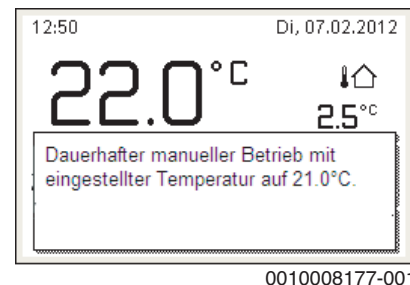 12:50 Di, 07.02.2012
22.0°C
2.5°C
Dauerhafter manueller Betrieb mit
eingestellter Temperatur auf 21.0°C.
0010008177-001